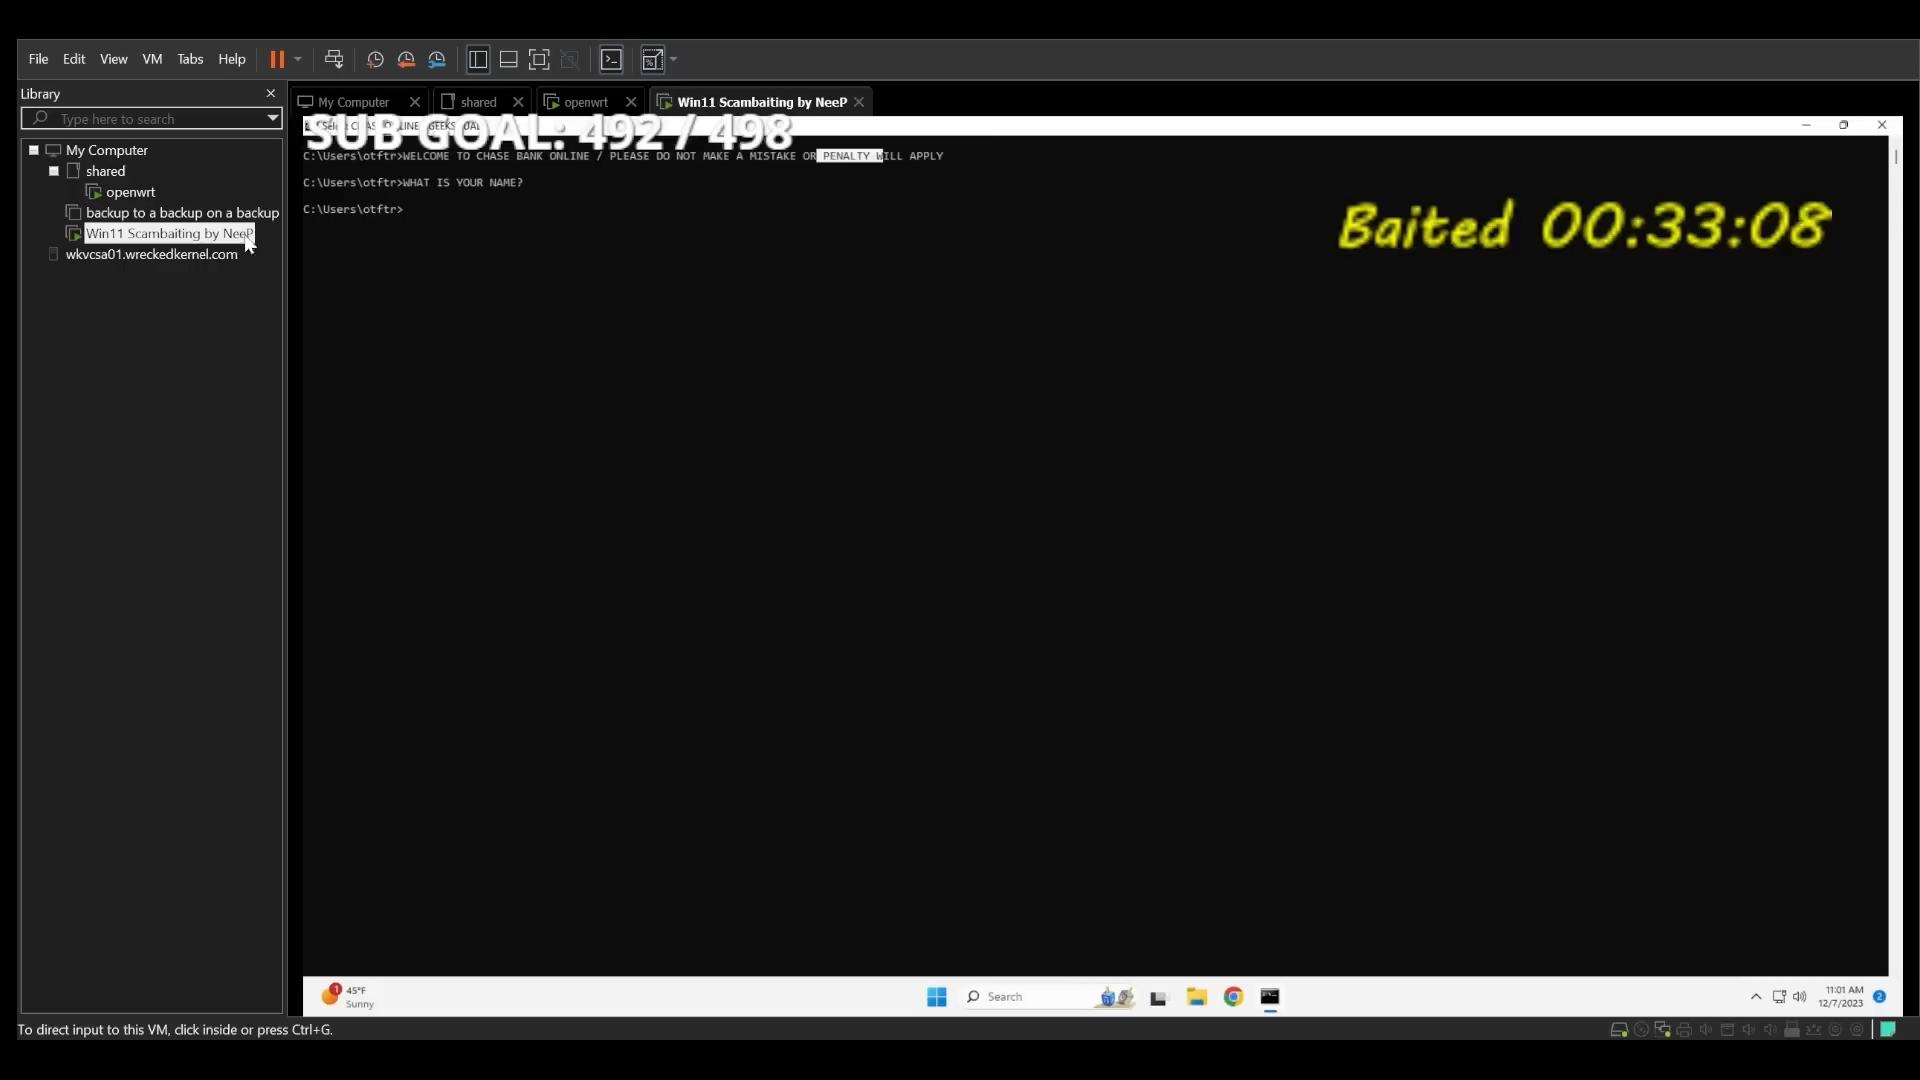 File Edit View VM Tabs Help
Library
Type here to search
My Computer
shared
openwrt
backup to a backup on a backup
Win11 Scambaiting by NeeP
wkvcsa01.wreckedkernel.com
My Computer shared openwrt Win11 Scambaiting by NeeP
SUB GOAL: 492 / 498
C:\Users\otftr>WELCOME TO CHASE BANK ONLINE / PLEASE DO NOT MAKE A MISTAKE OR PENALTY WILL APPLY
C:\Users\otftr>WHAT IS YOUR NAME?
C:\Users\otftr>
Baited 00:33:08
1
45°F
Sunny
Search
11:01 AM
12/7/2023
2
To direct input to this VM, click inside or press Ctrl+G.